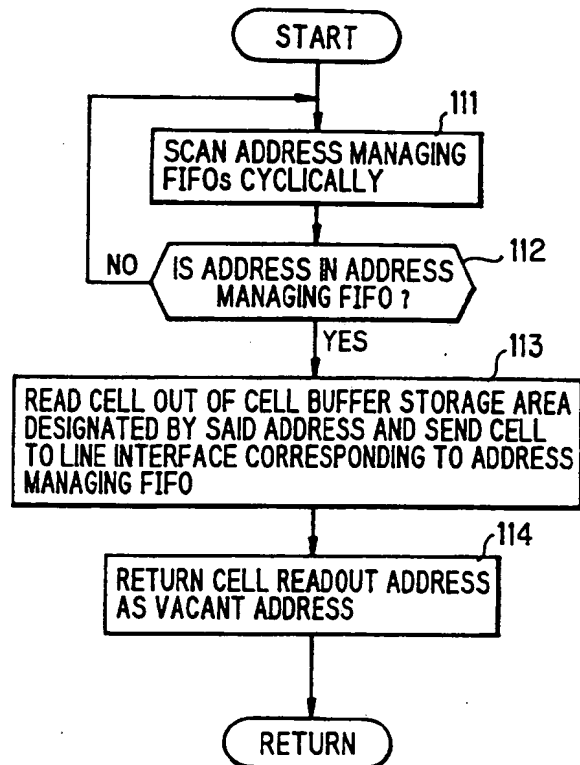 START
111
SCAN ADDRESS MANAGING
FIFOs CYCLICALLY
112
IS ADDRESS IN ADDRESS
MANAGING FIFO ?
NO
YES
113
READ CELL OUT OF CELL BUFFER STORAGE AREA
DESIGNATED BY SAID ADDRESS AND SEND CELL
TO LINE INTERFACE CORRESPONDING TO ADDRESS
MANAGING FIFO
114
RETURN CELL READOUT ADDRESS
AS VACANT ADDRESS
RETURN